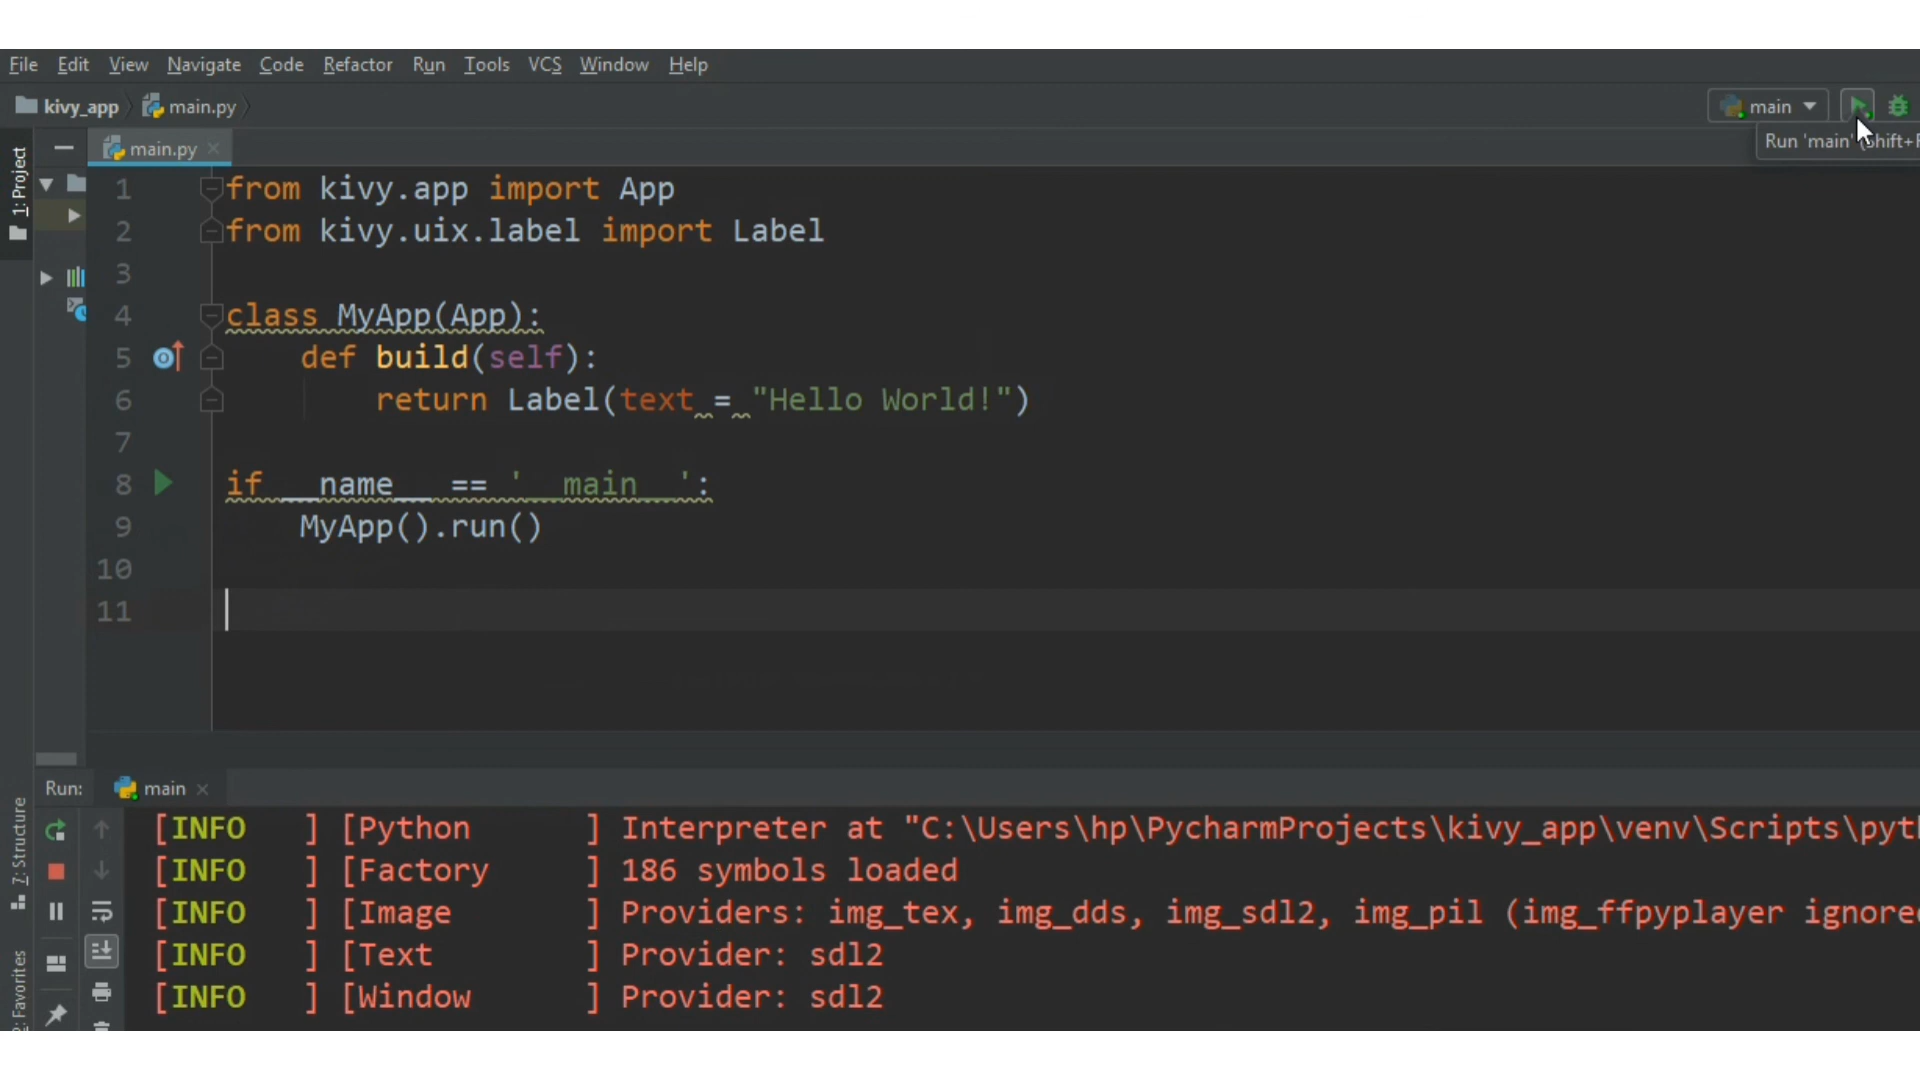 File Edit View Navigate Code Refactor Run Tools VCS Window Help
kivy_app main.py main
Run 'main' (Shift+F
1: Project
main.py
1 from kivy.app import App
2 from kivy.uix.label import Label
3
4 class MyApp(App):
5 def build(self):
6 return Label(text = "Hello World!")
7
8 if __name__ == '__main__':
9 MyApp().run()
10
11
Run: main
7: Structure
2: Favorites
[INFO   ] [Python      ] Interpreter at "C:\Users\hp\PycharmProjects\kivy_app\venv\Scripts\pyth
[INFO   ] [Factory     ] 186 symbols loaded
[INFO   ] [Image       ] Providers: img_tex, img_dds, img_sdl2, img_pil (img_ffpyplayer ignored
[INFO   ] [Text        ] Provider: sdl2
[INFO   ] [Window      ] Provider: sdl2